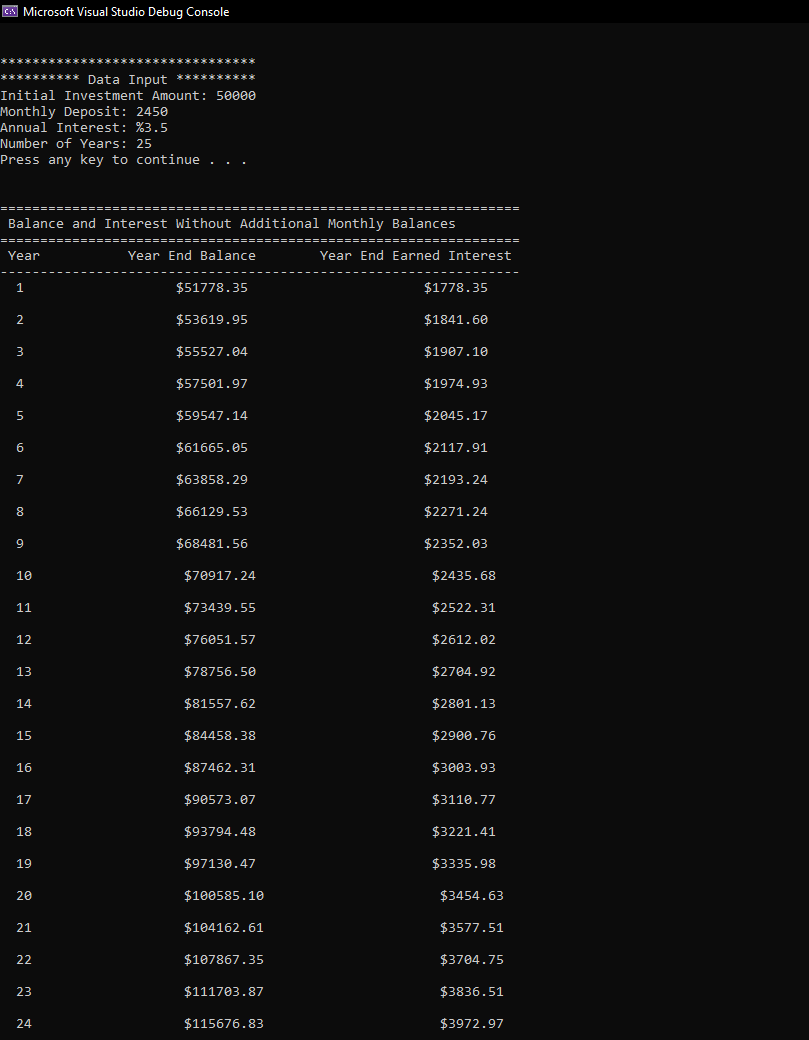 Microsoft Visual Studio Debug Console
********************************
********** Data Input **********
Initial Investment Amount: 50000
Monthly Deposit: 2450
Annual Interest: %3.5
Number of Years: 25
Press any key to continue . . .
=================================================================
Balance and Interest Without Additional Monthly Balances
=================================================================
Year Year End Balance Year End Earned Interest
-----------------------------------------------------------------
1 $51778.35 $1778.35
2 $53619.95 $1841.60
3 $55527.04 $1907.10
4 $57501.97 $1974.93
5 $59547.14 $2045.17
6 $61665.05 $2117.91
7 $63858.29 $2193.24
8 $66129.53 $2271.24
9 $68481.56 $2352.03
10 $70917.24 $2435.68
11 $73439.55 $2522.31
12 $76051.57 $2612.02
13 $78756.50 $2704.92
14 $81557.62 $2801.13
15 $84458.38 $2900.76
16 $87462.31 $3003.93
17 $90573.07 $3110.77
18 $93794.48 $3221.41
19 $97130.47 $3335.98
20 $100585.10 $3454.63
21 $104162.61 $3577.51
22 $107867.35 $3704.75
23 $111703.87 $3836.51
24 $115676.83 $3972.97